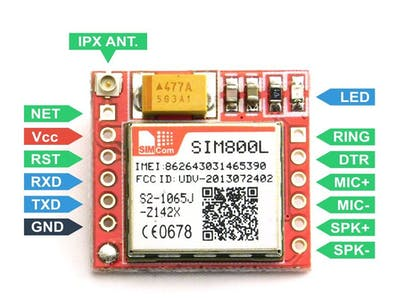 IPX ANT.
477A
5G3A1
LED
NET
Vcc
RST
RXD
TXD
GND
SIMCom
SIM800L
IMEI:862643031465390
FCC ID: UDV-2013072402
S2-1065J
-Z142X
CE0678
RING
DTR
MIC+
MIC-
SPK+
SPK-